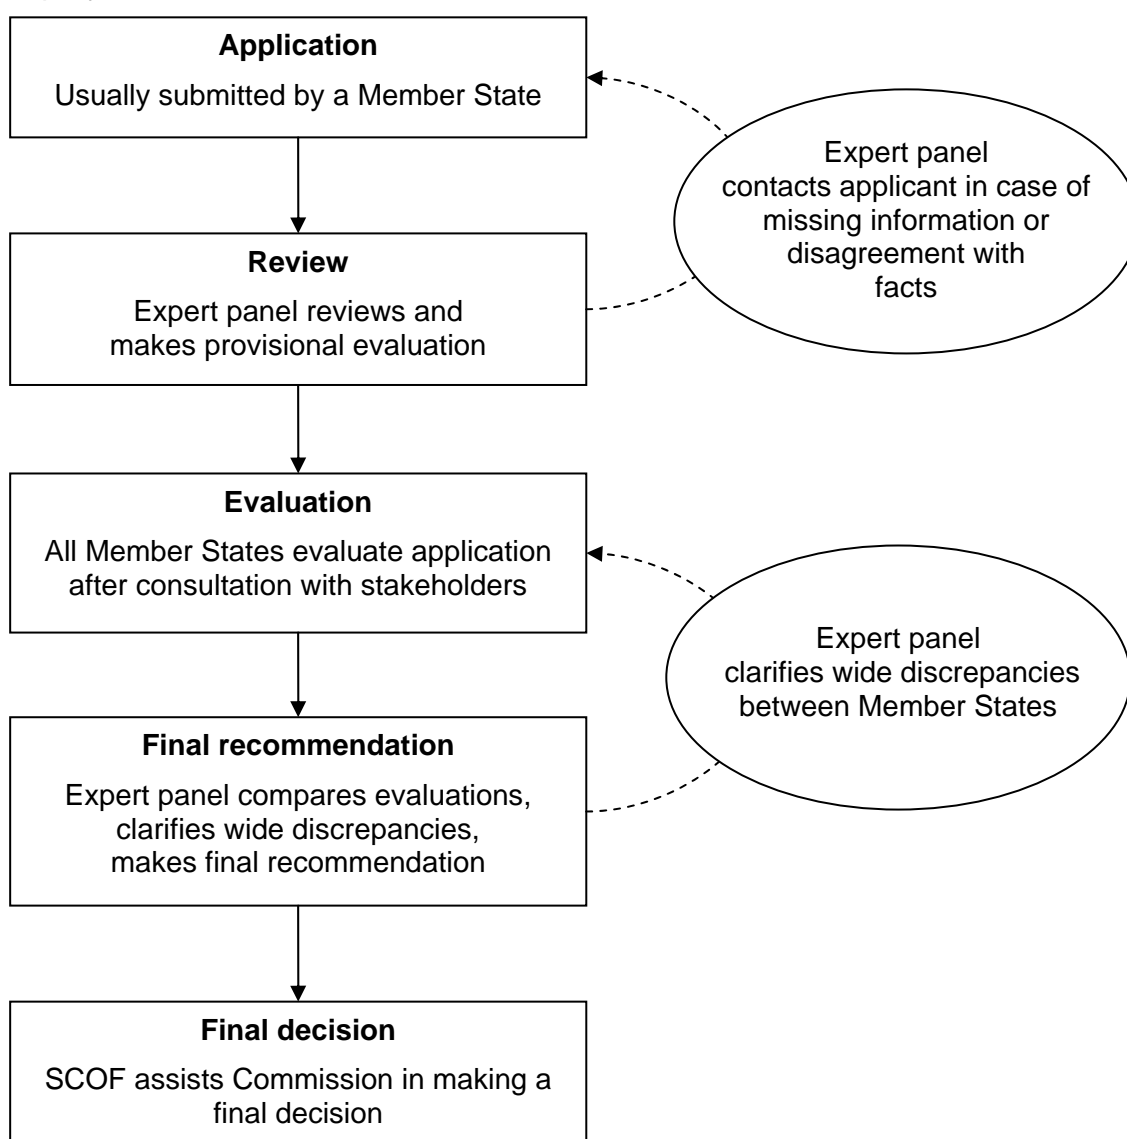 Application
Usually submitted by a Member State
Expert panel
contacts applicant in case of
missing information or
disagreement with
facts
Review
Expert panel reviews and
makes provisional evaluation
Evaluation
All Member States evaluate application
after consultation with stakeholders
Expert panel
clarifies wide discrepancies
between Member States
Final recommendation
Expert panel compares evaluations,
clarifies wide discrepancies,
makes final recommendation
Final decision
SCOF assists Commission in making a
final decision